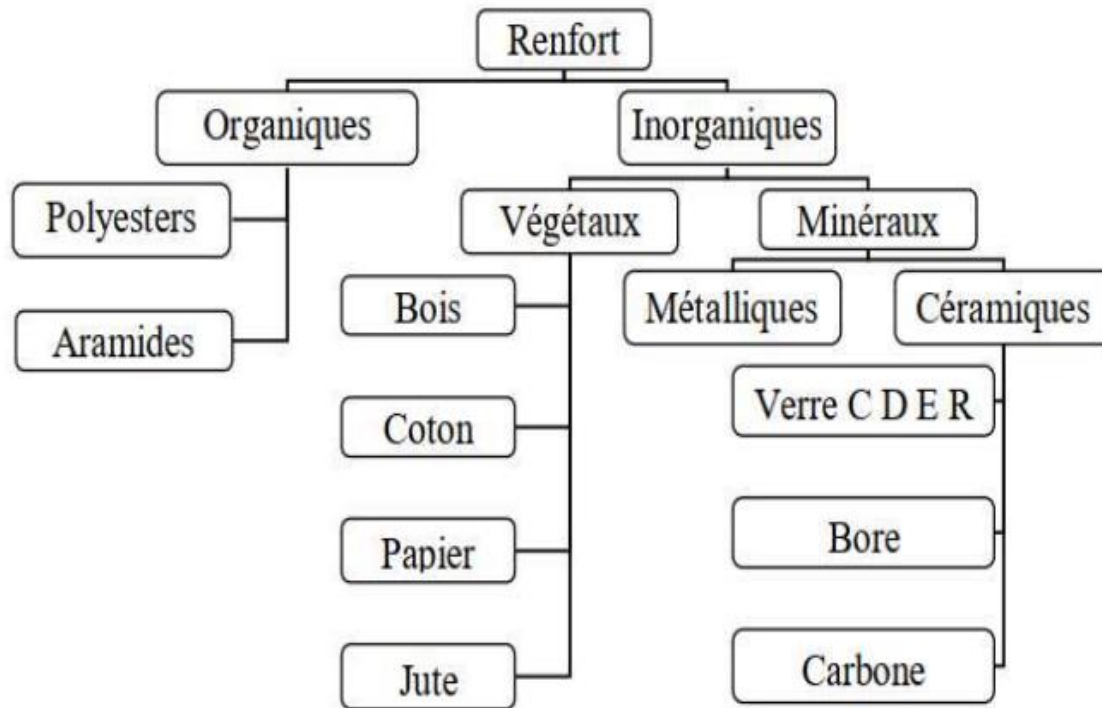 Renfort
Organiques
Inorganiques
Polyesters
Aramides
Végétaux
Minéraux
Bois
Coton
Papier
Jute
Métalliques
Céramiques
Verre C D E R
Bore
Carbone